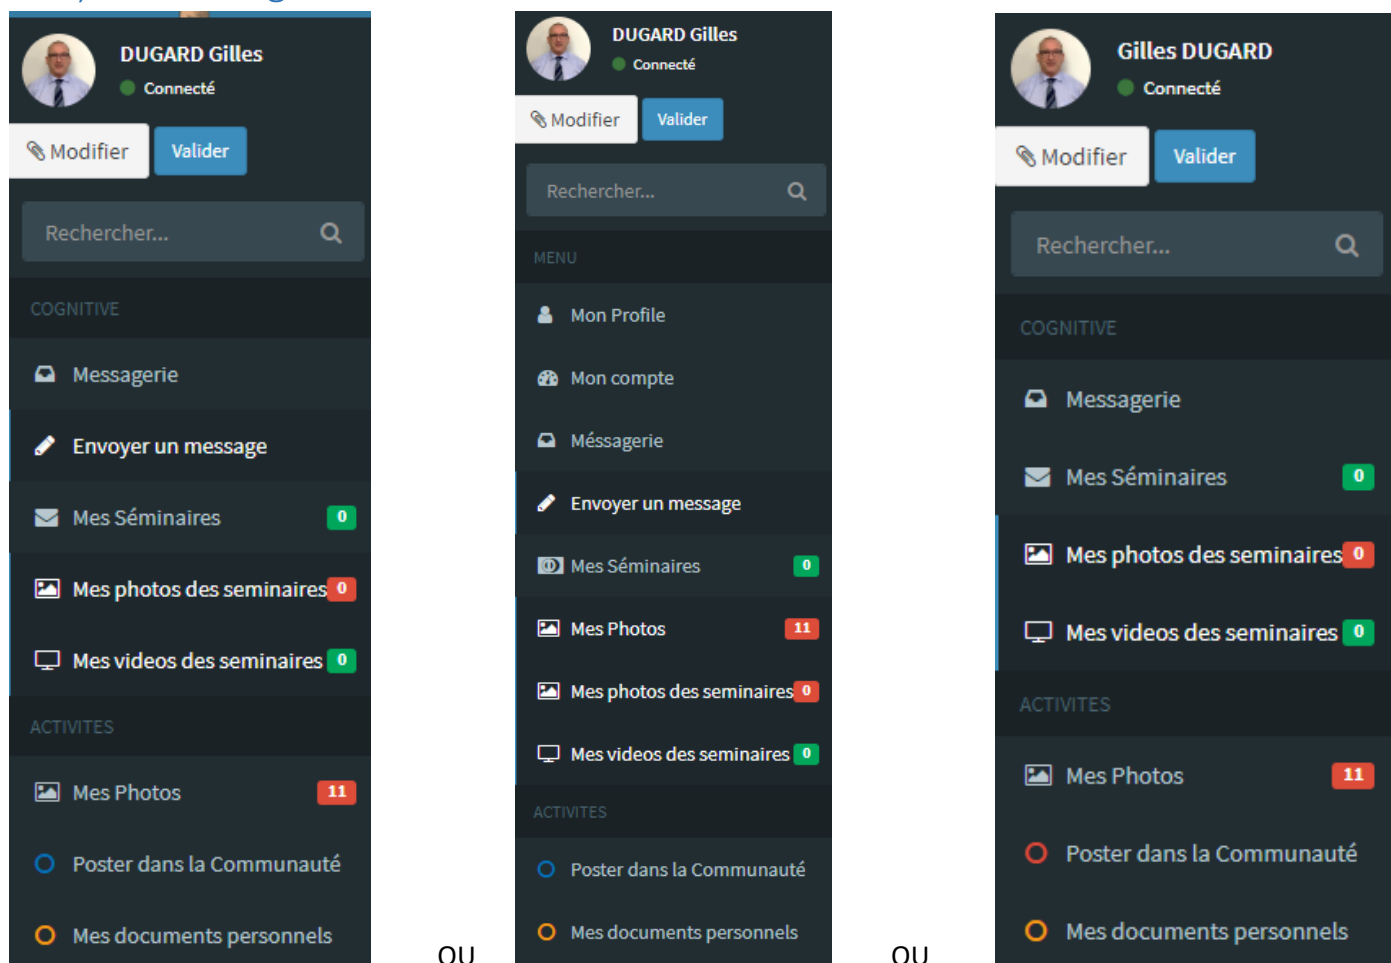 DUGARD Gilles
Connecté
Modifier
Valider
Rechercher...
COGNITIVE
Messagerie
Envoyer un message
Mes Séminaires 0
Mes photos des seminaires 0
Mes videos des seminaires 0
ACTIVITES
Mes Photos 11
Poster dans la Communauté
Mes documents personnels
ou
DUGARD Gilles
Connecté
Modifier
Valider
Rechercher...
MENU
Mon Profile
Mon compte
Méssagerie
Envoyer un message
Mes Séminaires 0
Mes Photos 11
Mes photos des seminaires 0
Mes videos des seminaires 0
ACTIVITES
Poster dans la Communauté
Mes documents personnels
ou
Gilles DUGARD
Connecté
Modifier
Valider
Rechercher...
COGNITIVE
Messagerie
Mes Séminaires 0
Mes photos des seminaires 0
Mes videos des seminaires 0
ACTIVITES
Mes Photos 11
Poster dans la Communauté
Mes documents personnels